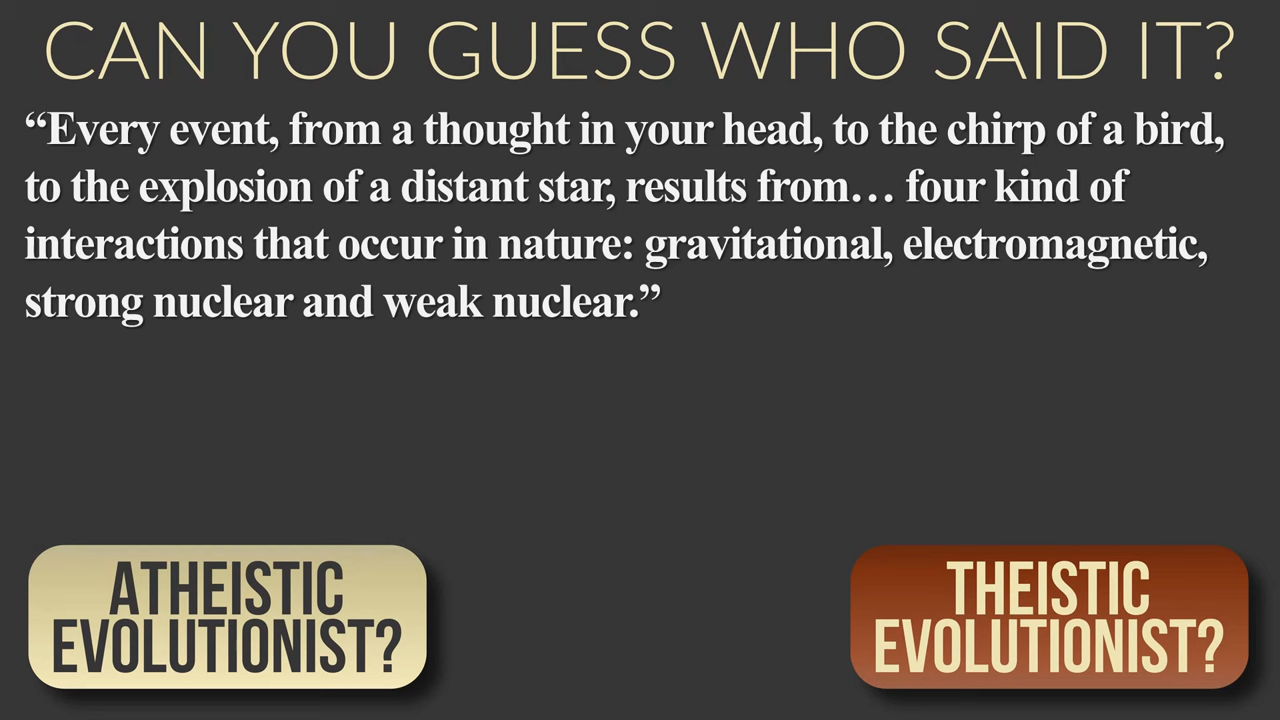 CAN YOU GUESS WHO SAID IT?
“Every event, from a thought in your head, to the chirp of a bird,
to the explosion of a distant star, results from… four kind of
interactions that occur in nature: gravitational, electromagnetic,
strong nuclear and weak nuclear.”
ATHEISTIC
EVOLUTIONIST?
THEISTIC
EVOLUTIONIST?